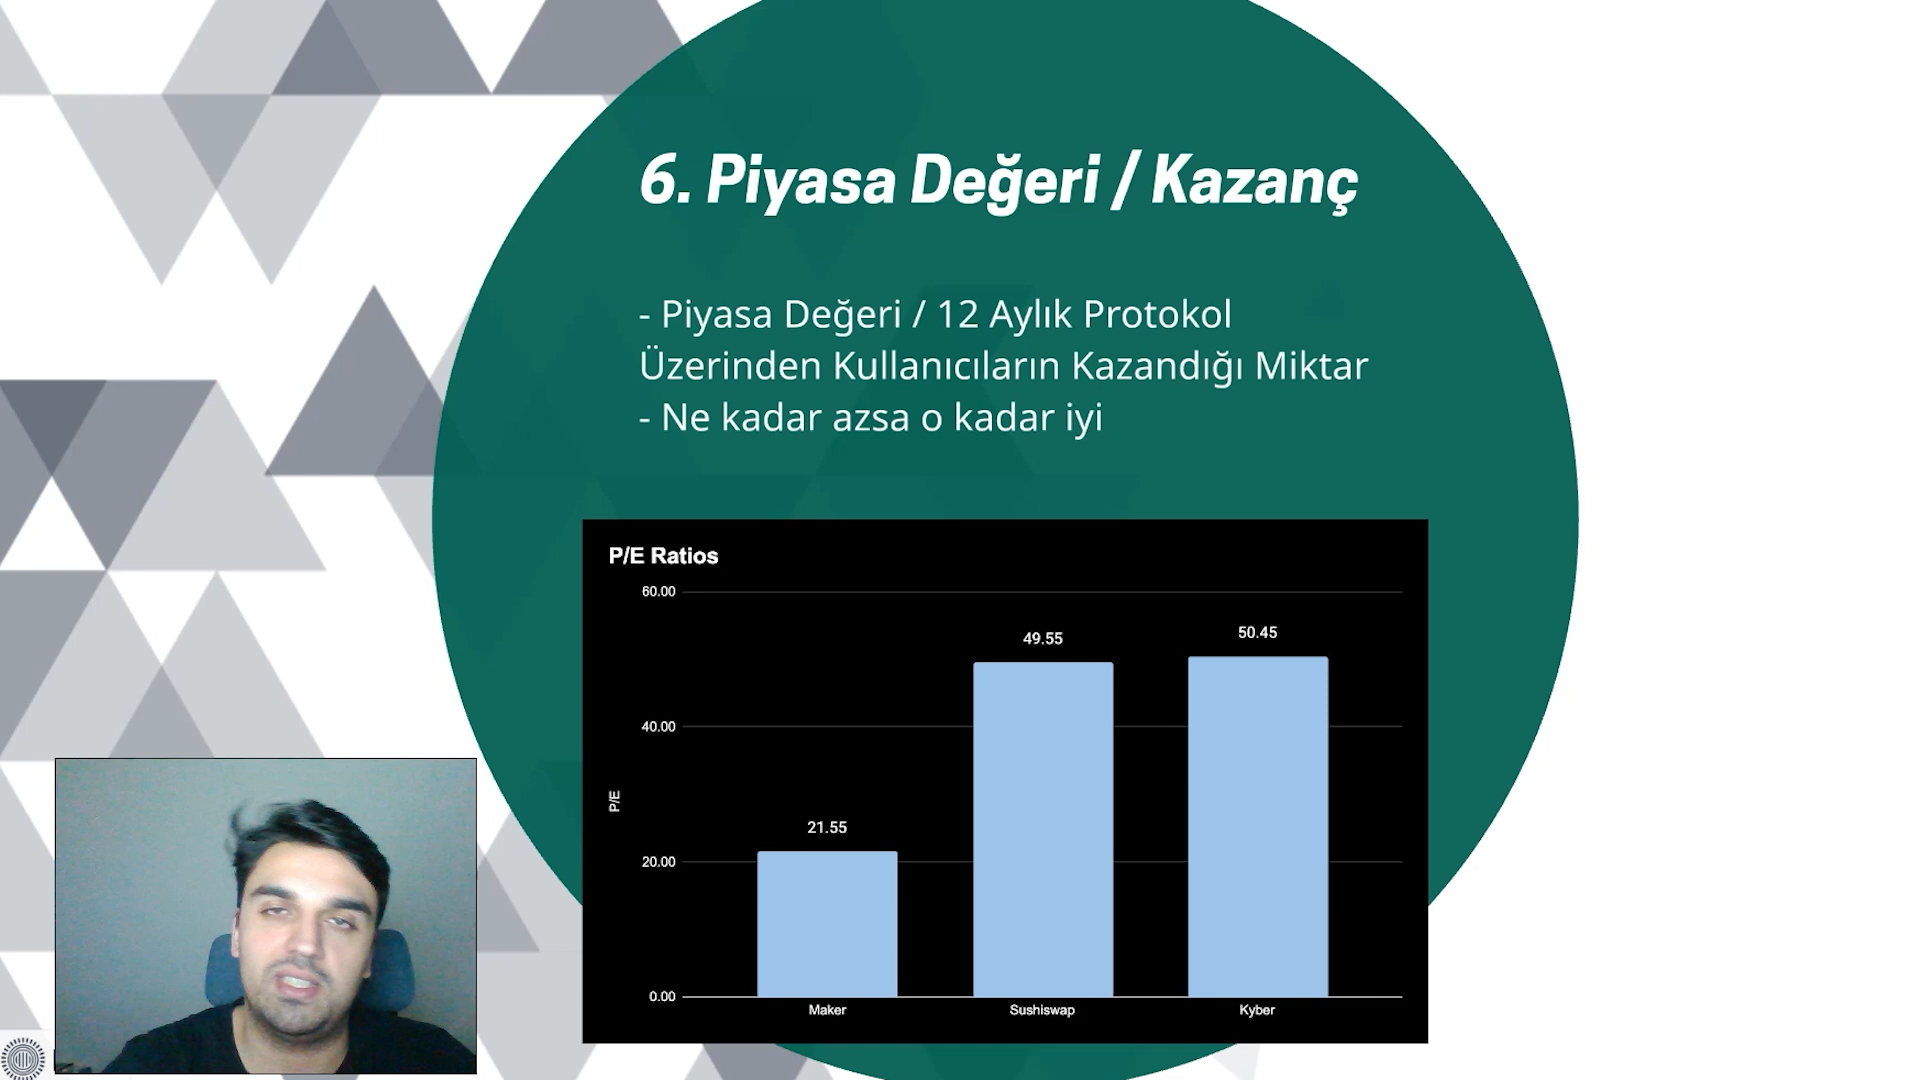 6. Piyasa Değeri / Kazanç
- Piyasa Değeri / 12 Aylık Protokol
Üzerinden Kullanıcıların Kazandığı Miktar
- Ne kadar azsa o kadar iyi
P/E Ratios
60.00
50.45
49.55
40.00
P/E
21.55
20.00
0.00
Maker
Sushiswap
Kyber